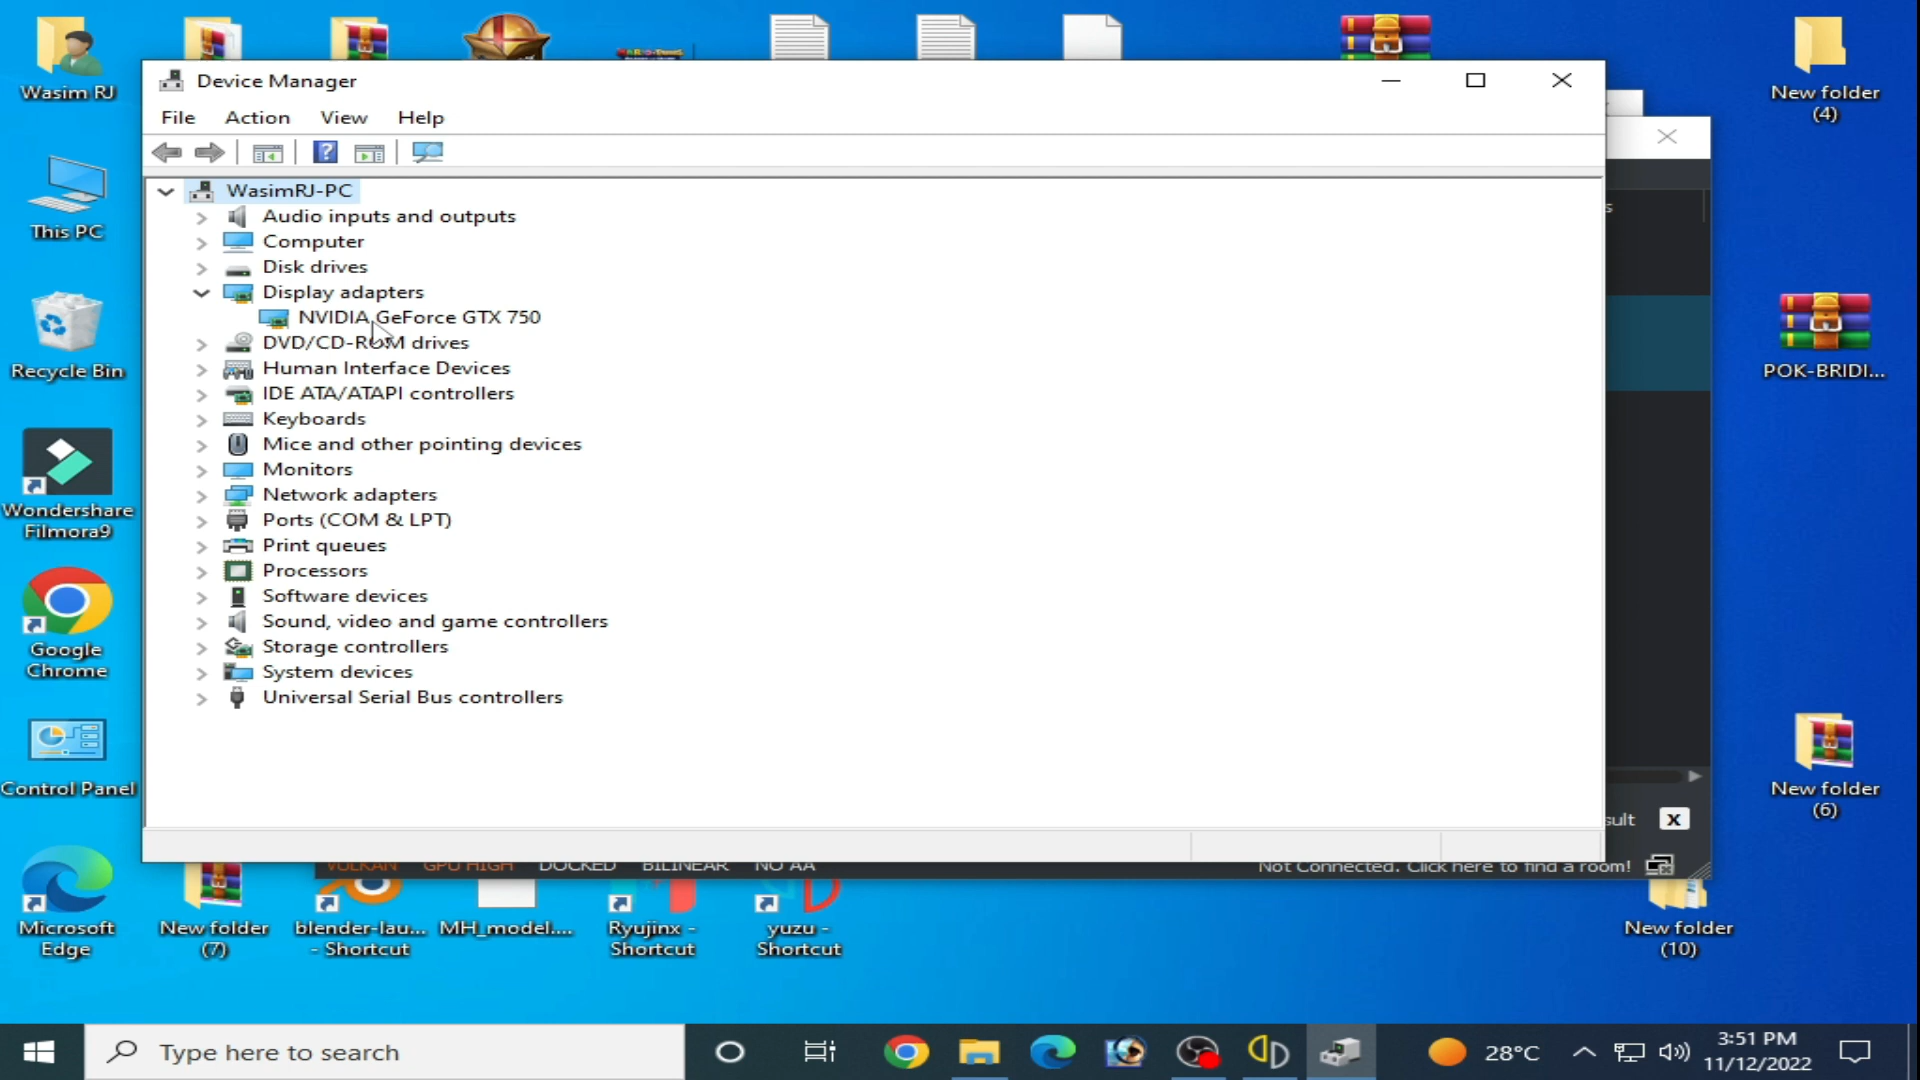 Wasim RJ
This PC
Recycle Bin
Wondershare
Filmora9
Google
Chrome
Control Panel
Microsoft
Edge
Device Manager
File Action View Help
WasimRJ-PC
Audio inputs and outputs
Computer
Disk drives
Display adapters
NVIDIA GeForce GTX 750
DVD/CD-ROM drives
Human Interface Devices
IDE ATA/ATAPI controllers
Keyboards
Mice and other pointing devices
Monitors
Network adapters
Ports (COM & LPT)
Print queues
Processors
Software devices
Sound, video and game controllers
Storage controllers
System devices
Universal Serial Bus controllers
s
sult X
VULKAN GPU HIGH DOCKED BILINEAR NO AA
Not Connected. Click here to find a room!
New folder
(7)
blender-lau...
- Shortcut
MH_model....
Ryujinx -
Shortcut
yuzu -
Shortcut
New folder
(10)
New folder
(4)
POK-BRIDI...
New folder
(6)
Type here to search
28°C
3:51 PM
11/12/2022